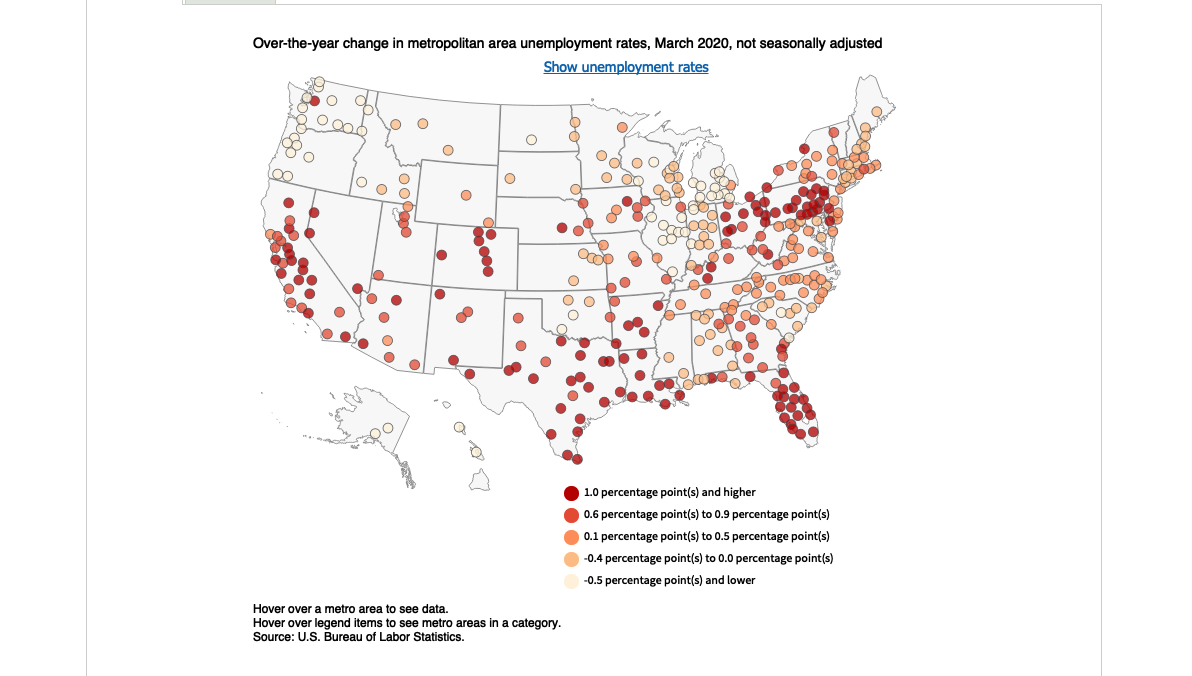 Over-the-year change in metropolitan area unemployment rates, March 2020, not seasonally adjusted
Show unemployment rates
1.0 percentage point(s) and higher
0.6 percentage point(s) to 0.9 percentage point(s)
0.1 percentage point(s) to 0.5 percentage point(s)
-0.4 percentage point(s) to 0.0 percentage point(s)
-0.5 percentage point(s) and lower
Hover over a metro area to see data.
Hover over legend items to see metro areas in a category.
Source: U.S. Bureau of Labor Statistics.